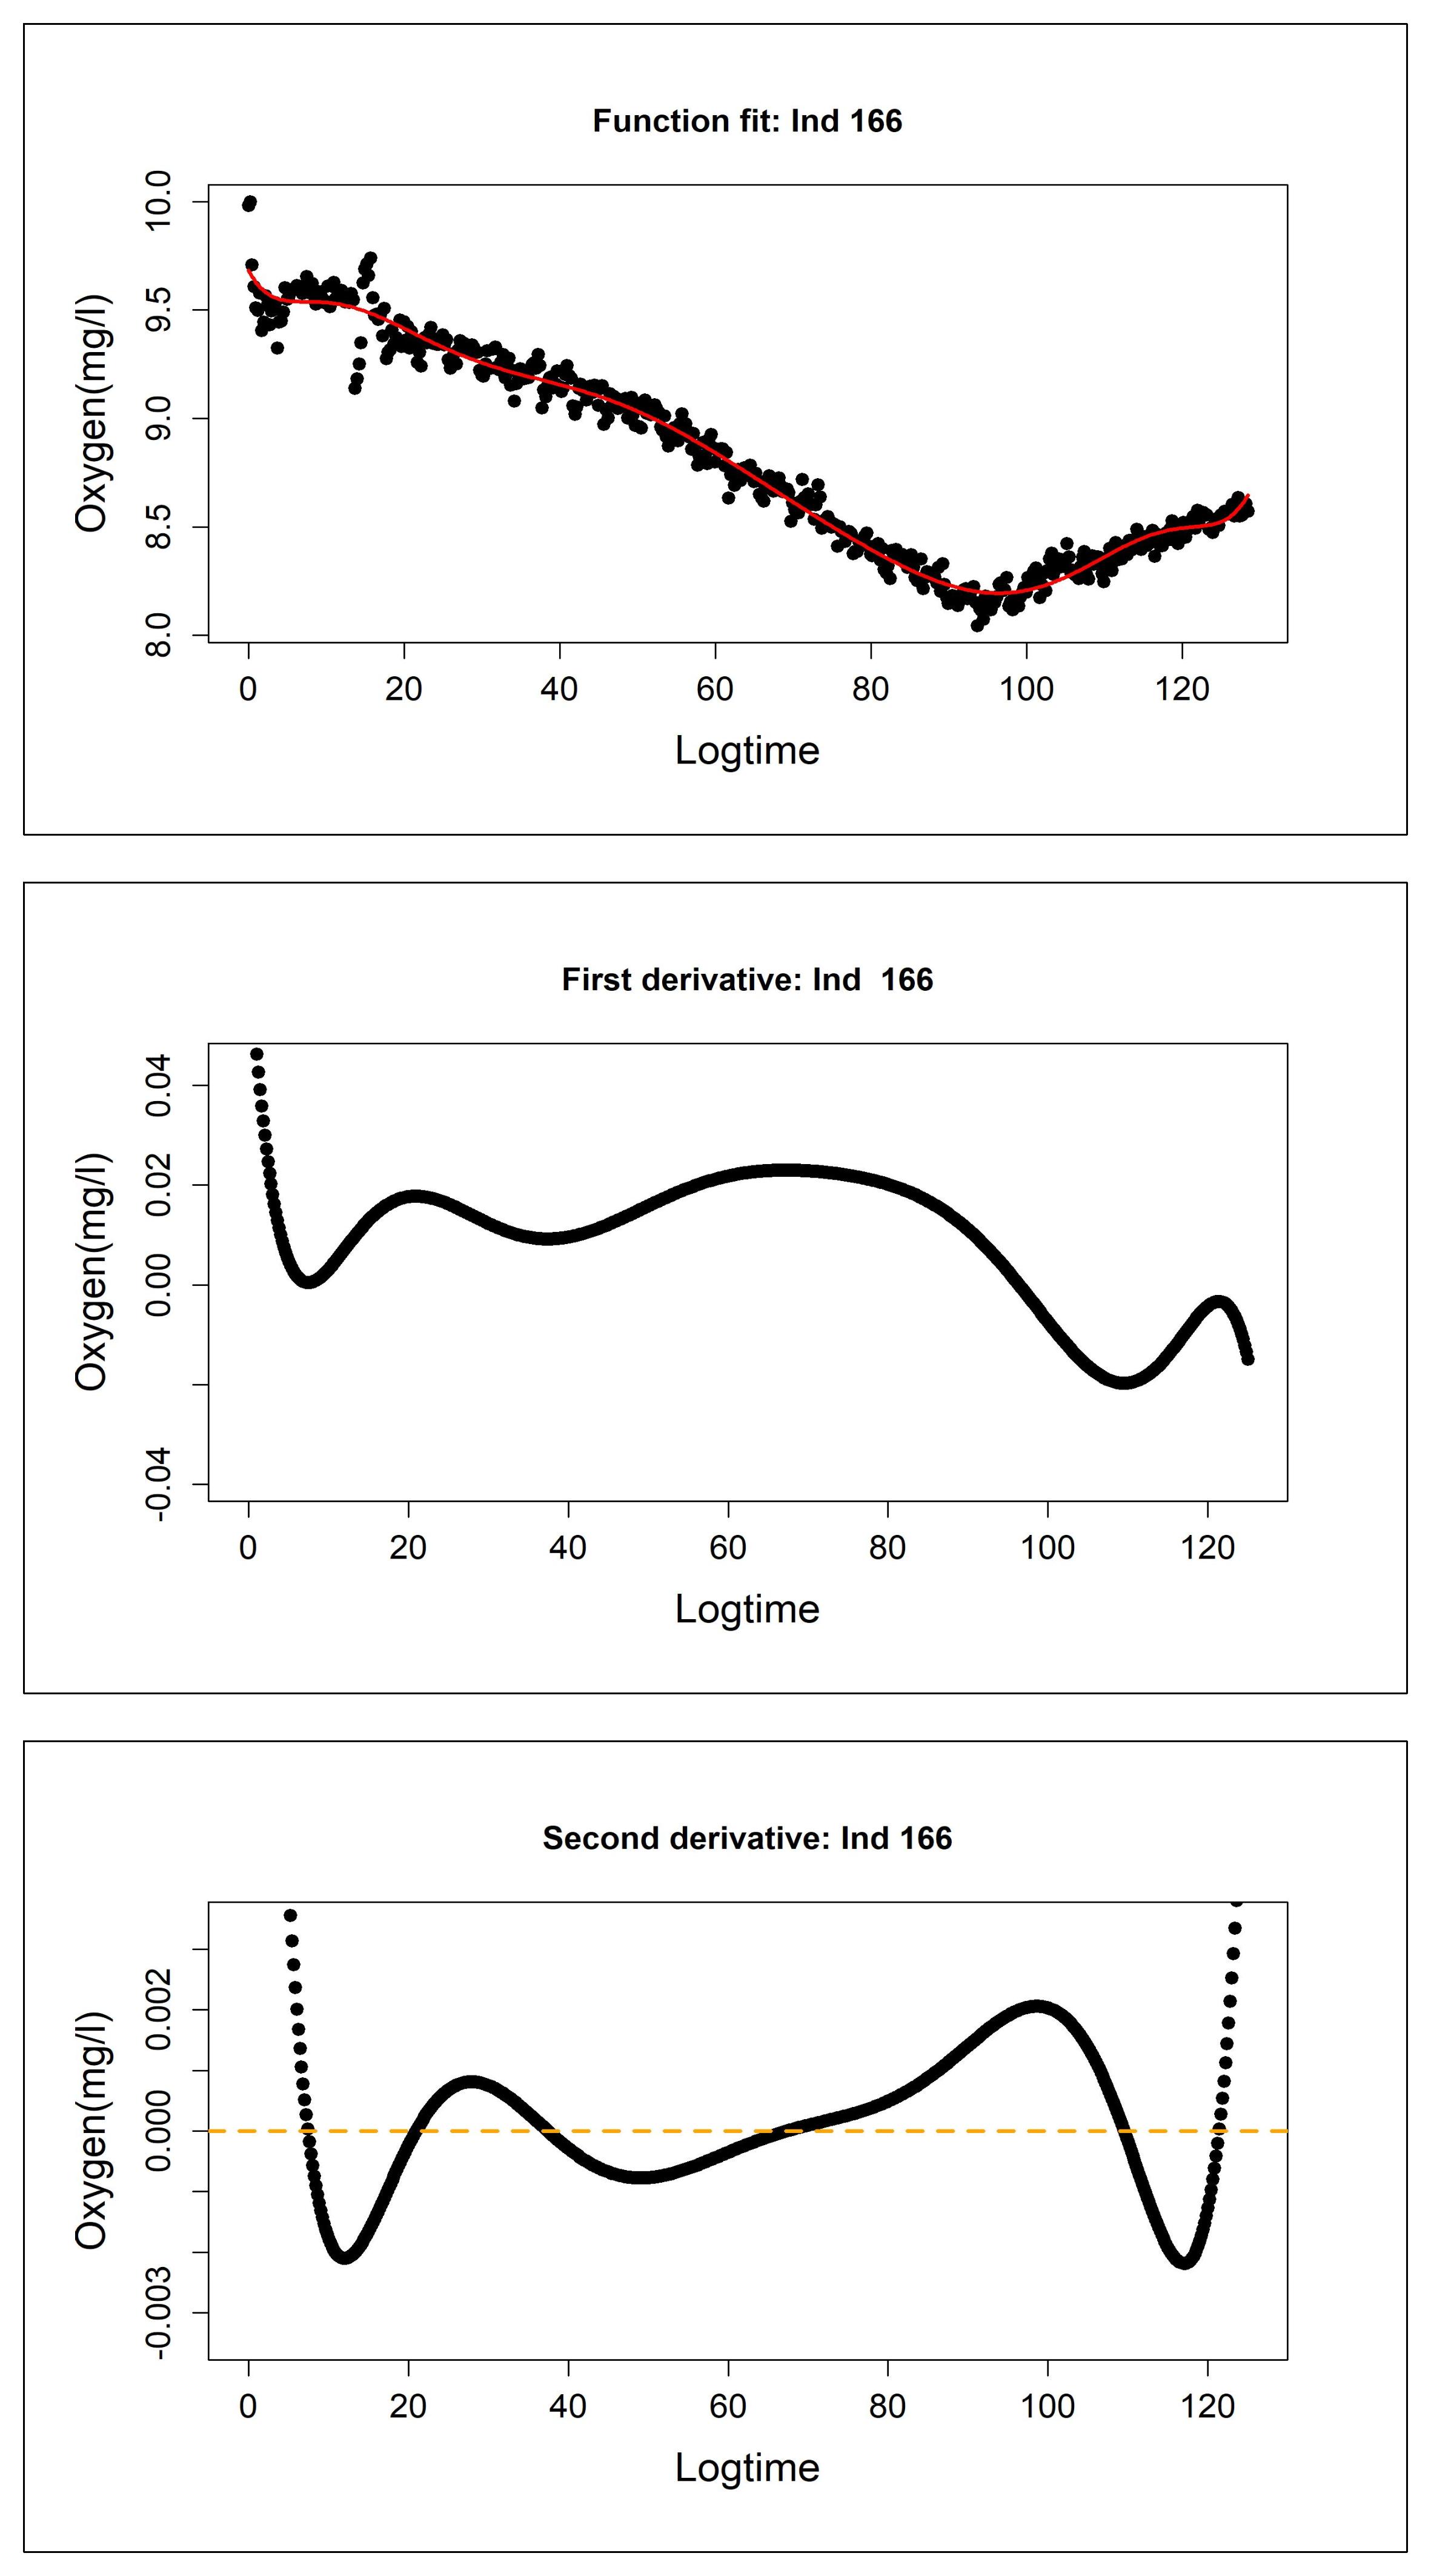 Function fit: Ind 166
Oxygen(mg/l)
10.0
9.5
9.0
8.5
8.0
0 20 40 60 80 100 120
Logtime
First derivative: Ind  166
Oxygen(mg/l)
0.04
0.02
0.00
-0.04
0 20 40 60 80 100 120
Logtime
Second derivative: Ind 166
Oxygen(mg/l)
0.002
0.000
-0.003
0 20 40 60 80 100 120
Logtime